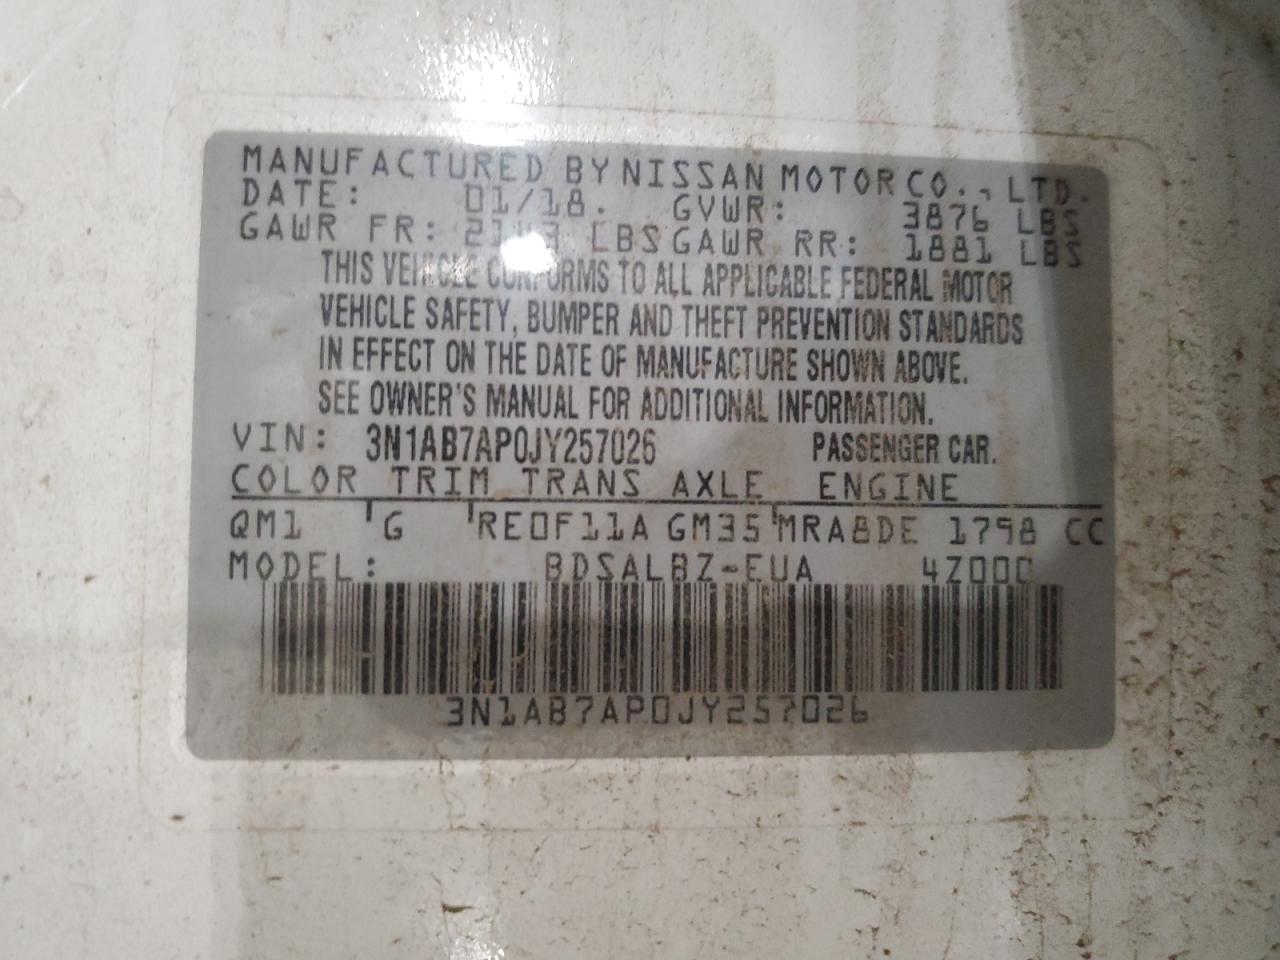 MANUFACTURED BY NISSAN MOTOR CO., LTD.
DATE: 01/18. GVWR: 3876 LBS
GAWR FR: LBS GAWR RR: 1881 LBS
THIS VEHICLE CONFORMS TO ALL APPLICABLE FEDERAL MOTOR
VEHICLE SAFETY, BUMPER AND THEFT PREVENTION STANDARDS
IN EFFECT ON THE DATE OF MANUFACTURE SHOWN ABOVE.
SEE OWNER'S MANUAL FOR ADDITIONAL INFORMATION.
VIN: 3N1AB7AP0JY257026 PASSENGER CAR.
COLOR TRIM TRANS AXLE ENGINE
QM1 G RE0F11A GM35 MRA8DE 1798 CC
MODEL: BDSALBZ-EUA 4Z000
3N1AB7AP0JY257026